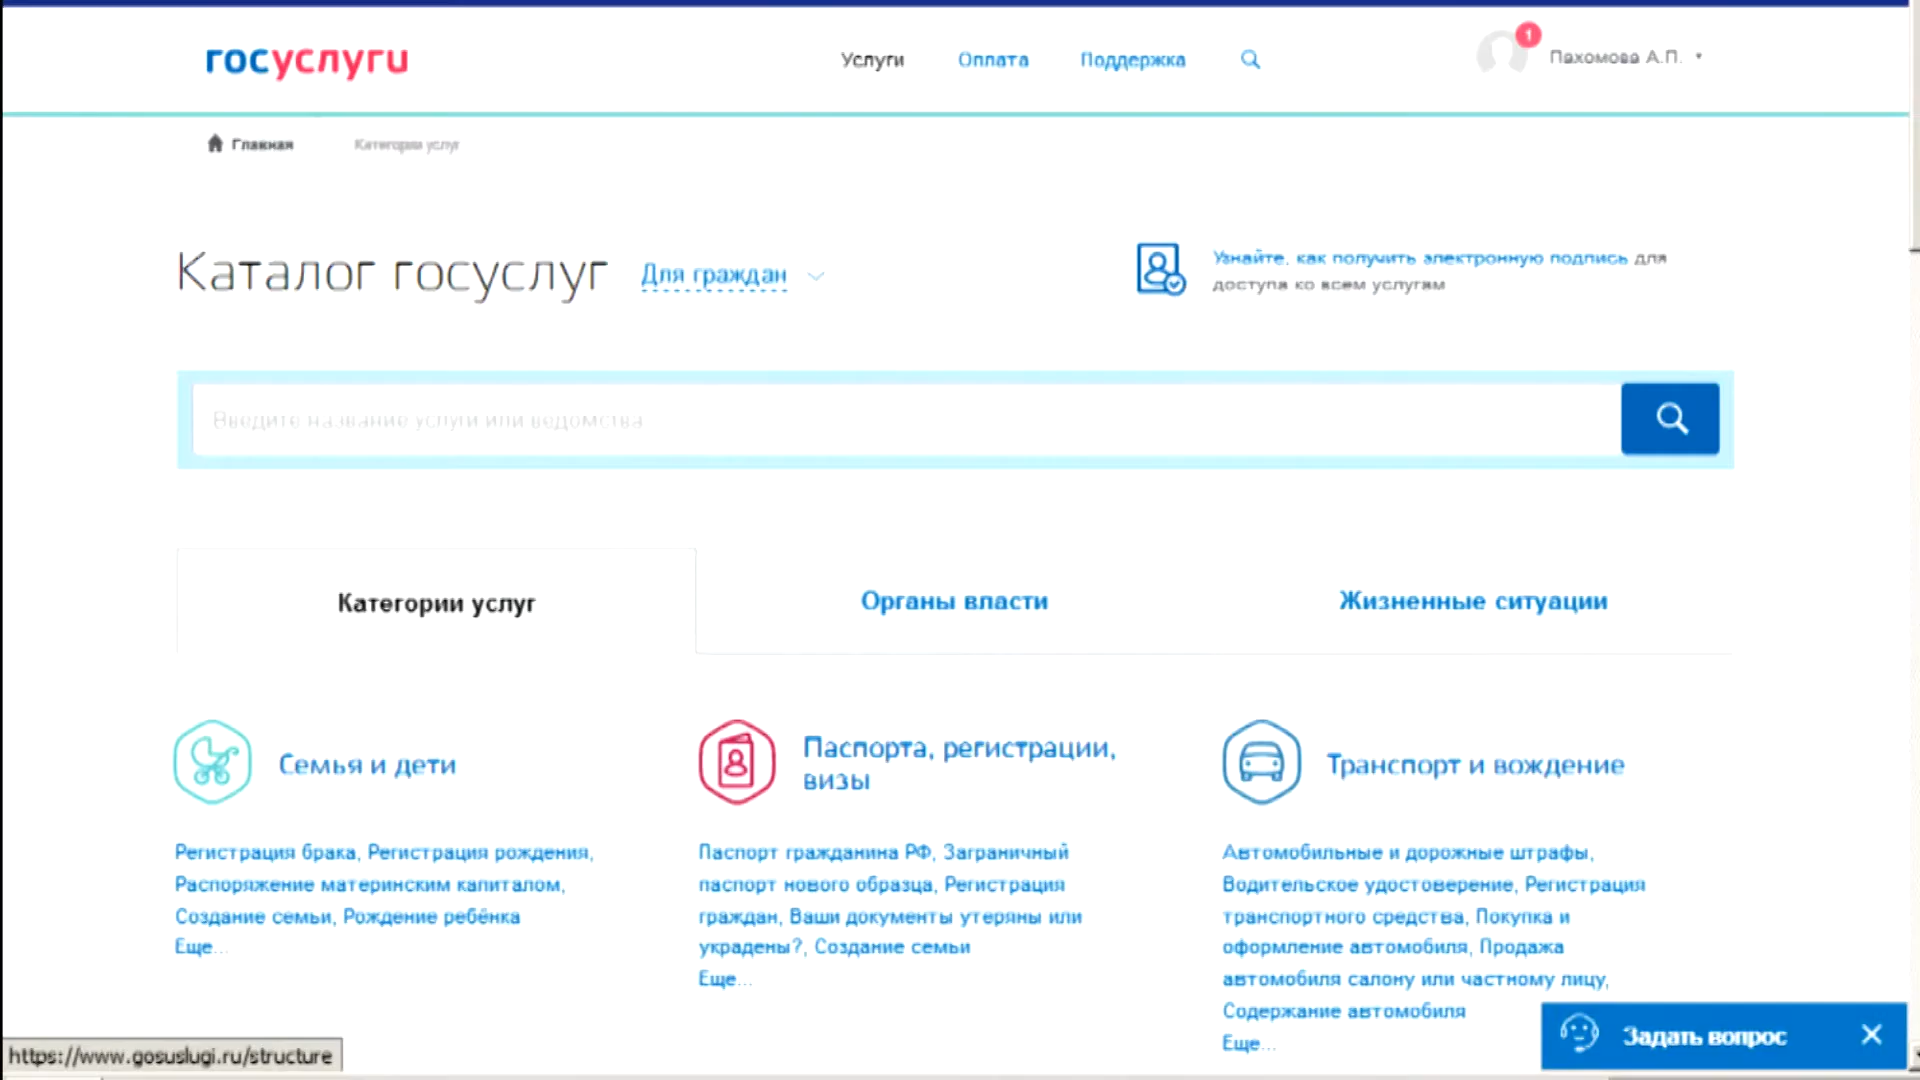 госуслуги
Услуги Оплата Поддержка
1
Пахомова А.П.
Главная Категории услуг
Каталог госуслуг Для граждан
Узнайте, как получить электронную подпись для
доступа ко всем услугам
Введите название услуги или ведомства
Категории услуг Органы власти Жизненные ситуации
Семья и дети
Регистрация брака, Регистрация рождения,
Распоряжение материнским капиталом,
Создание семьи, Рождение ребёнка
Еще...
Паспорта, регистрации,
визы
Паспорт гражданина РФ, Заграничный
паспорт нового образца, Регистрация
граждан, Ваши документы утеряны или
украдены?, Создание семьи
Еще...
Транспорт и вождение
Автомобильные и дорожные штрафы,
Водительское удостоверение, Регистрация
транспортного средства, Покупка и
оформление автомобиля, Продажа
автомобиля салону или частному лицу,
Содержание автомобиля
Еще...
Задать вопрос
https://www.gosuslugi.ru/structure